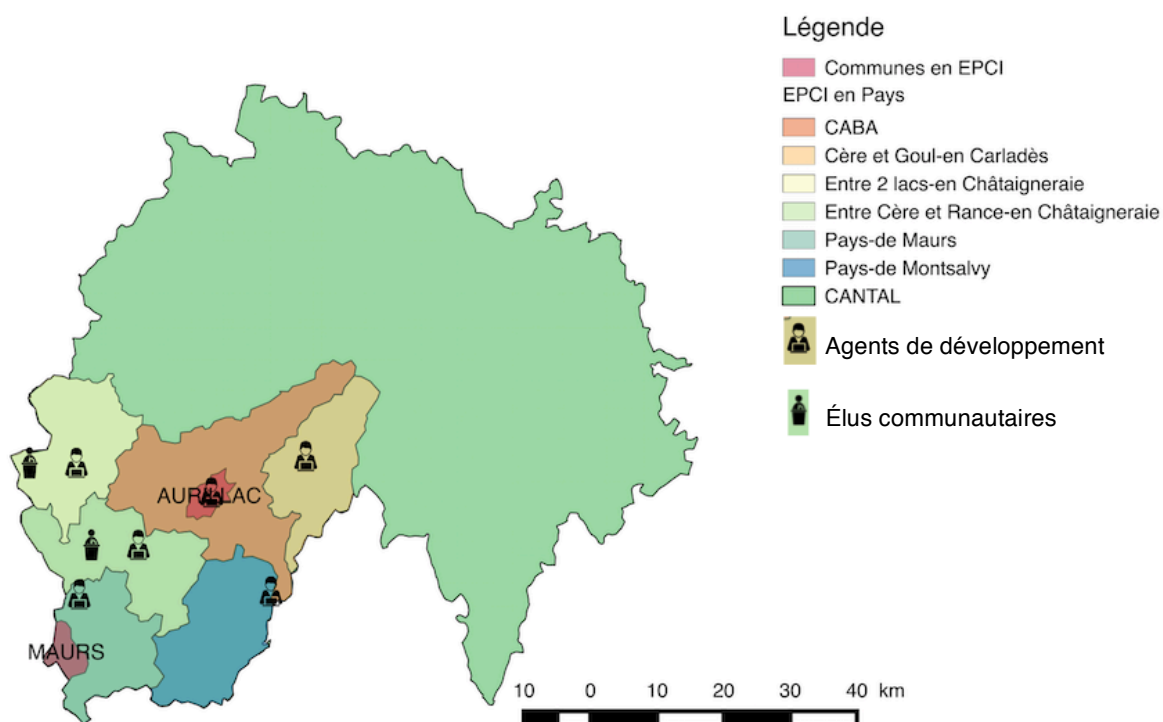 Légende
Communes en EPCI
EPCI en Pays
CABA
Cère et Goul-en Carladès
Entre 2 lacs-en Châtaigneraie
Entre Cère et Rance-en Châtaigneraie
Pays-de Maurs
Pays-de Montsalvy
CANTAL
Agents de développement
Élus communautaires
AURILLAC
MAURS
10 0 10 20 30 40 km